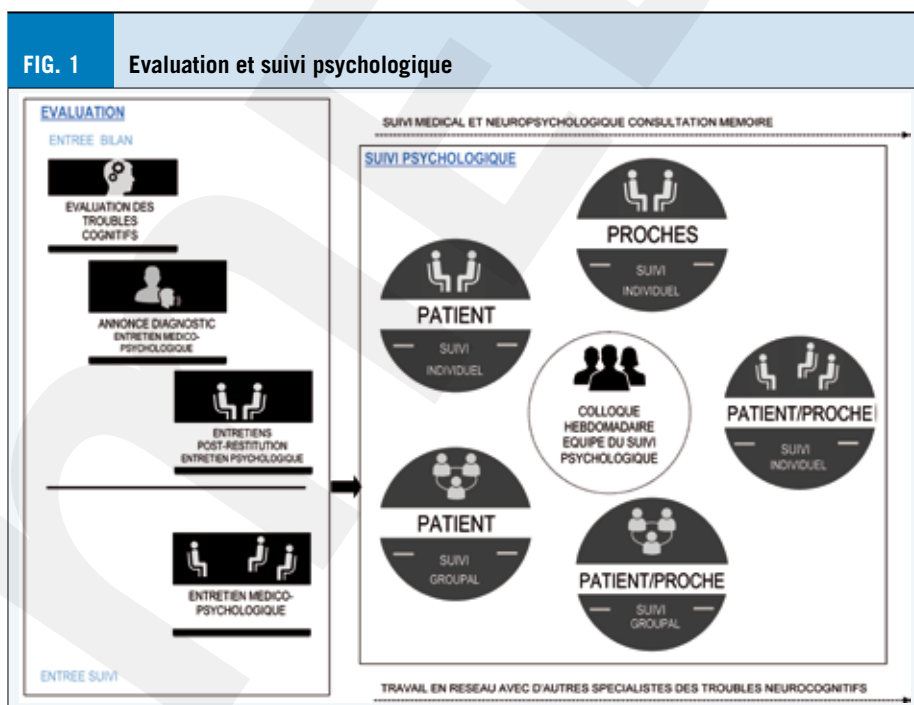 FIG. 1
Evaluation et suivi psychologique
EVALUATION
ENTREE BILAN
EVALUATION DES
TROUBLES
COGNITIFS
ANNONCE DIAGNOSTIC
ENTRETIEN MEDICO-
PSYCHOLOGIQUE
ENTRETIENS
POST-RESTITUTION
ENTRETIEN PSYCHOLOGIQUE
ENTRETIEN MEDICO-
PSYCHOLOGIQUE
ENTREE SUIVI
SUIVI MEDICAL ET NEUROPSYCHOLOGIQUE CONSULTATION MEMOIRE
SUIVI PSYCHOLOGIQUE
PROCHES
SUIVI
INDIVIDUEL
PATIENT
SUIVI
INDIVIDUEL
COLLOQUE
HEBDOMADAIRE
EQUIPE DU SUIVI
PSYCHOLOGIQUE
PATIENT/PROCHE
SUIVI
INDIVIDUEL
PATIENT
SUIVI
GROUPAL
PATIENT/PROCHE
SUIVI
GROUPAL
TRAVAIL EN RESEAU AVEC D'AUTRES SPECIALISTES DES TROUBLES NEUROCOGNITIFS